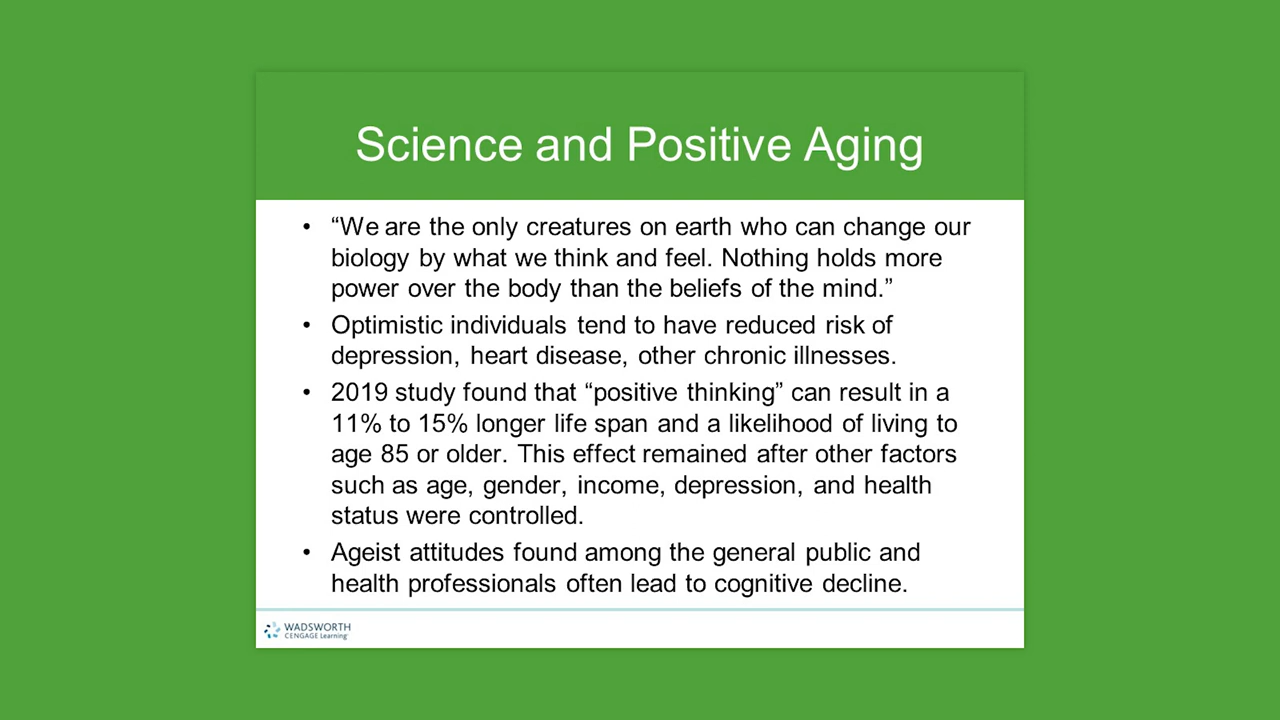 Science and Positive Aging
• “We are the only creatures on earth who can change our
biology by what we think and feel. Nothing holds more
power over the body than the beliefs of the mind.”
• Optimistic individuals tend to have reduced risk of
depression, heart disease, other chronic illnesses.
• 2019 study found that “positive thinking” can result in a
11% to 15% longer life span and a likelihood of living to
age 85 or older. This effect remained after other factors
such as age, gender, income, depression, and health
status were controlled.
• Ageist attitudes found among the general public and
health professionals often lead to cognitive decline.
WADSWORTH
CENGAGE Learning